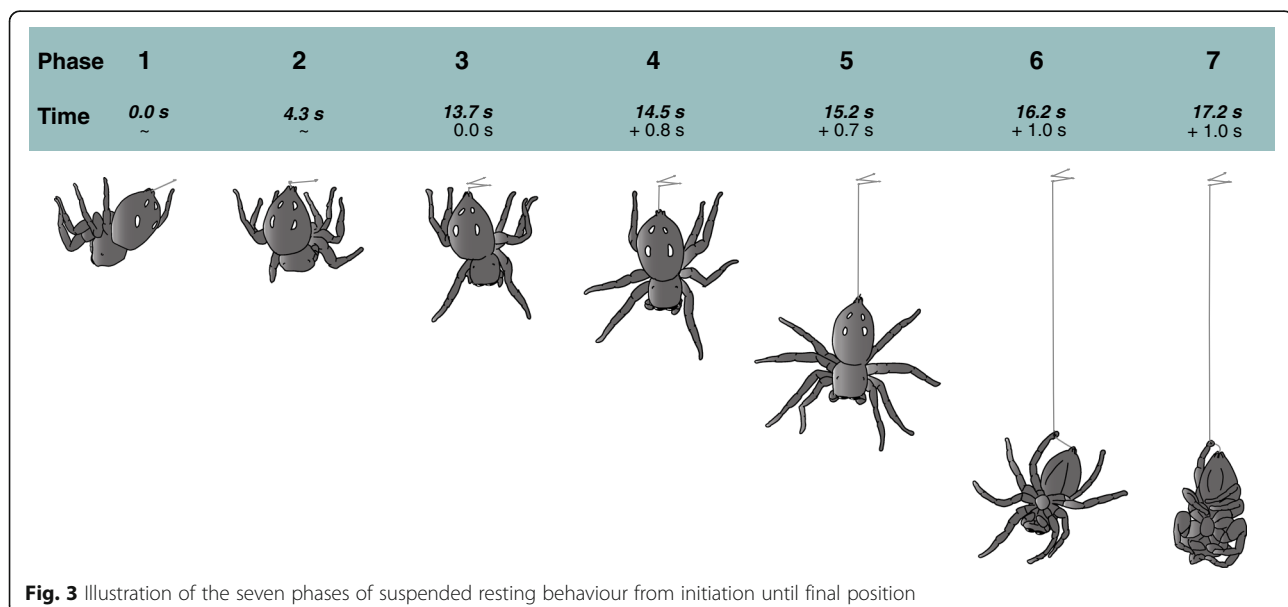 Phase 1 2 3 4 5 6 7
Time 0.0 s 4.3 s 13.7 s 14.5 s 15.2 s 16.2 s 17.2 s
~ ~ 0.0 s + 0.8 s + 0.7 s + 1.0 s + 1.0 s
Fig. 3 Illustration of the seven phases of suspended resting behaviour from initiation until final position